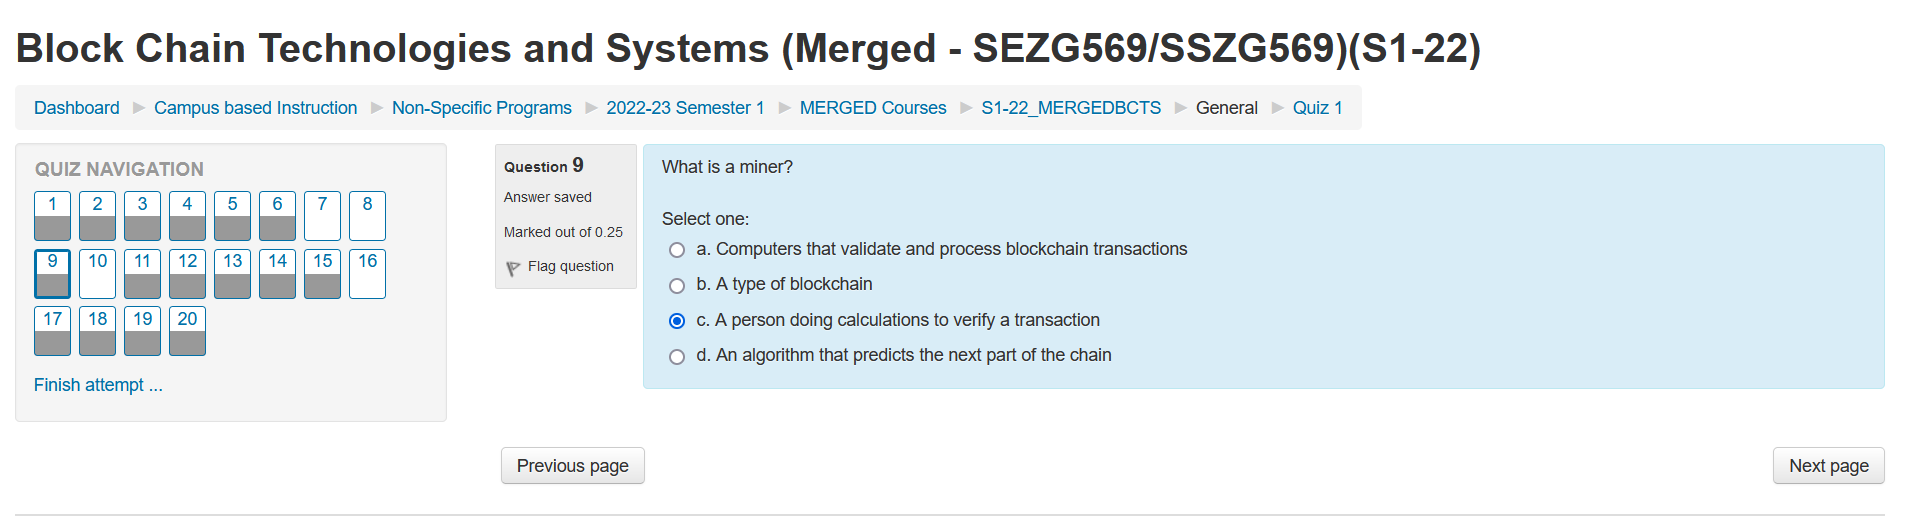 Block Chain Technologies and Systems (Merged - SEZG569/SSZG569)(S1-22)
Dashboard Campus based Instruction Non-Specific Programs 2022-23 Semester 1 MERGED Courses S1-22_MERGEDBCTS General Quiz 1
QUIZ NAVIGATION
1 2 3 4 5 6 7 8
9 10 11 12 13 14 15 16
17 18 19 20
Finish attempt ...
Question 9
Answer saved
Marked out of 0.25
Flag question
What is a miner?
Select one:
a. Computers that validate and process blockchain transactions
b. A type of blockchain
c. A person doing calculations to verify a transaction
d. An algorithm that predicts the next part of the chain
Previous page
Next page